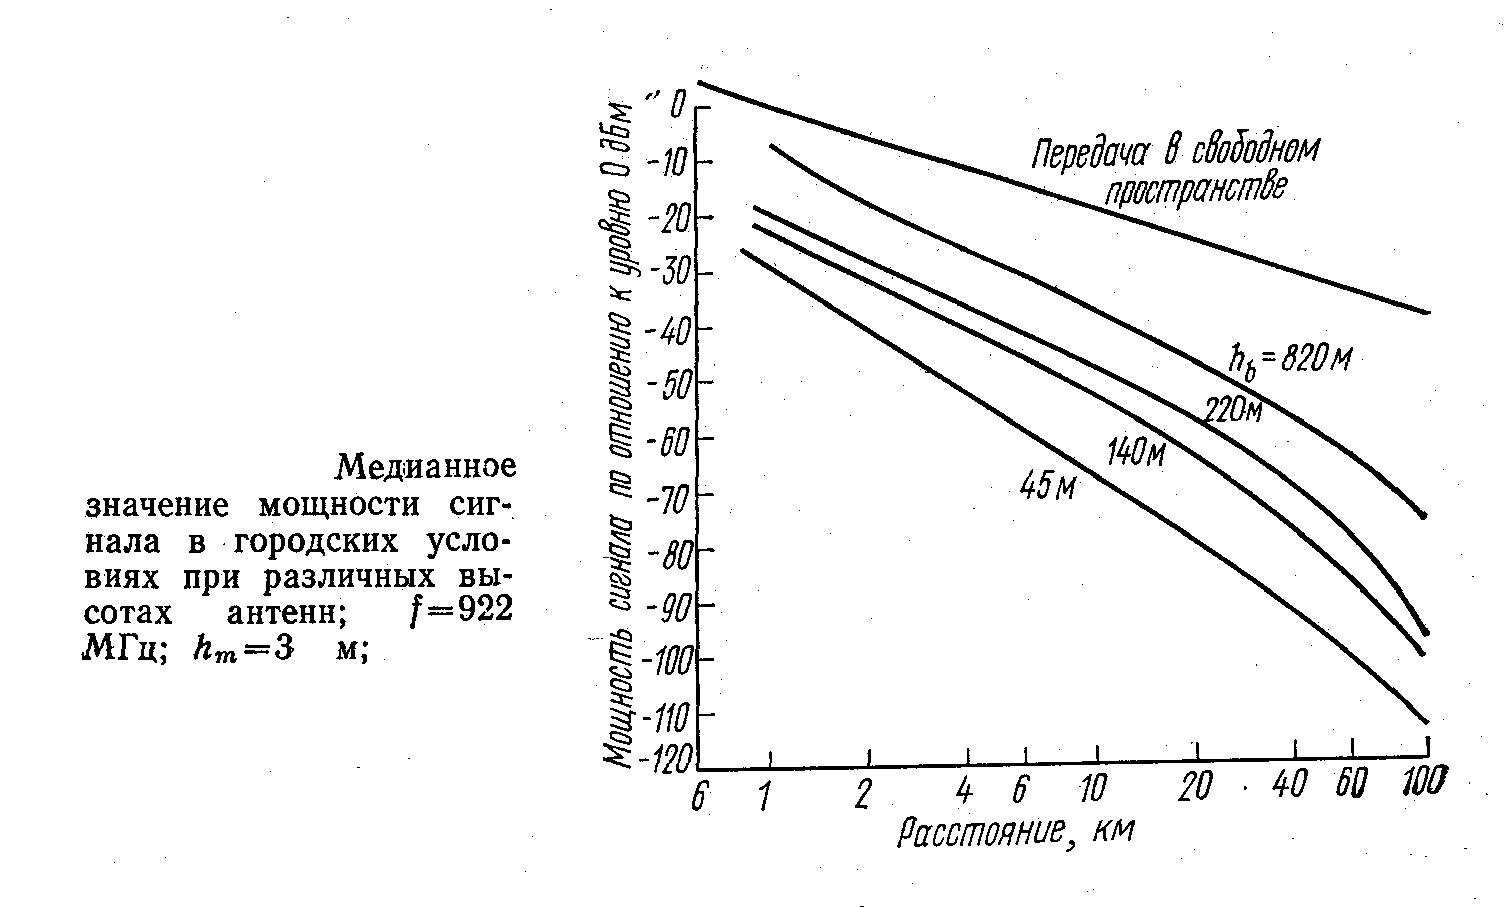 Медианное
значение мощности сиг-
нала в городских усло-
виях при различных вы-
сотах антенн; f=922
МГц; hm=3 м;
Мощность сигнала по отношению к уровню 0 дБм
0
-10
-20
-30
-40
-50
-60
-70
-80
-90
-100
-110
-120
Передача в свободном
пространстве
hb=820м
220м
140м
45м
6 1 2 4 6 10 20 40 60 100
Расстояние, км